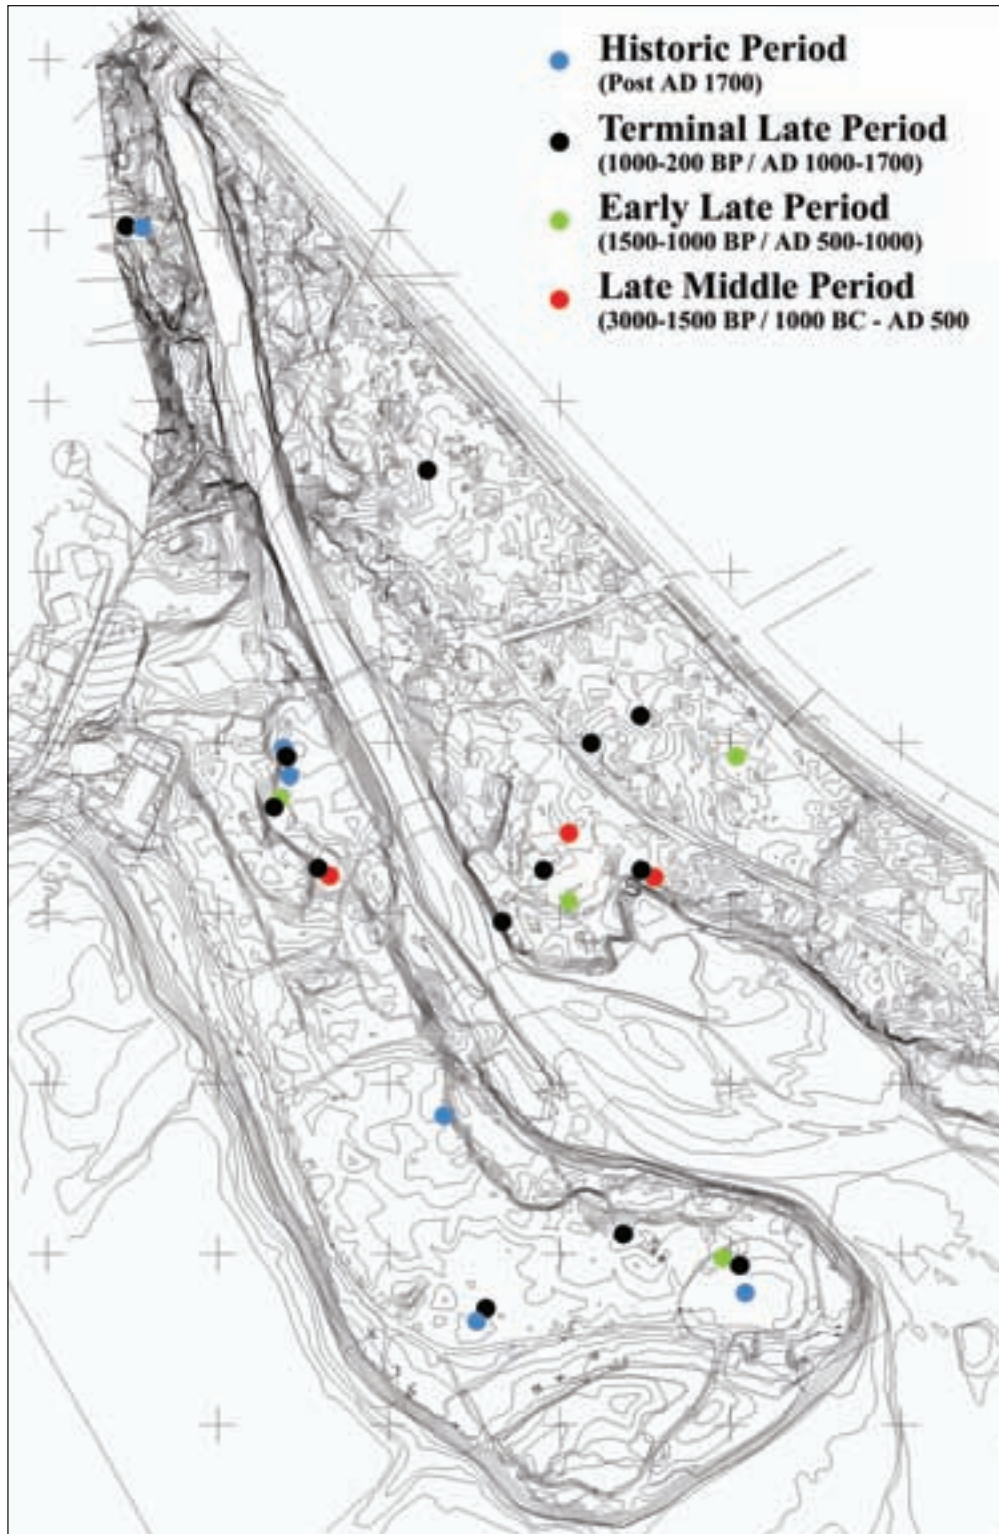 Historic Period
(Post AD 1700)
Terminal Late Period
(1000-200 BP / AD 1000-1700)
Early Late Period
(1500-1000 BP / AD 500-1000)
Late Middle Period
(3000-1500 BP / 1000 BC - AD 500